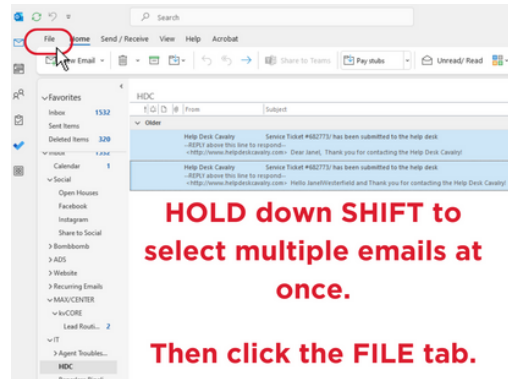 Search
File Home Send / Receive View Help Acrobat
New Email Share to Teams Pay stubs Unread/ Read
Favorites
Inbox 1532
Sent Items
Deleted Items 320
Calendar 1
Social
Open Houses
Facebook
Instagram
Share to Social
Bombbomb
ADS
Website
Recurring Emails
MAX/CENTER
kvCORE
Lead Routi... 2
IT
Agent Troubles...
HDC
HDC
From Subject
Older
Help Desk Cavalry Service Ticket #682773/ has been submitted to the help desk
--REPLY above this line to respond--
<http://www.helpdeskcavalry.com> Dear Janel, Thank you for contacting the Help Desk Cavalry!
Help Desk Cavalry Service Ticket #682773/ has been submitted to the help desk
--REPLY above this line to respond--
<http://www.helpdeskcavalry.com> Hello JanelWesterfield and Thank you for contacting the Help Desk Cavalry!
HOLD down SHIFT to
select multiple emails at
once.
Then click the FILE tab.